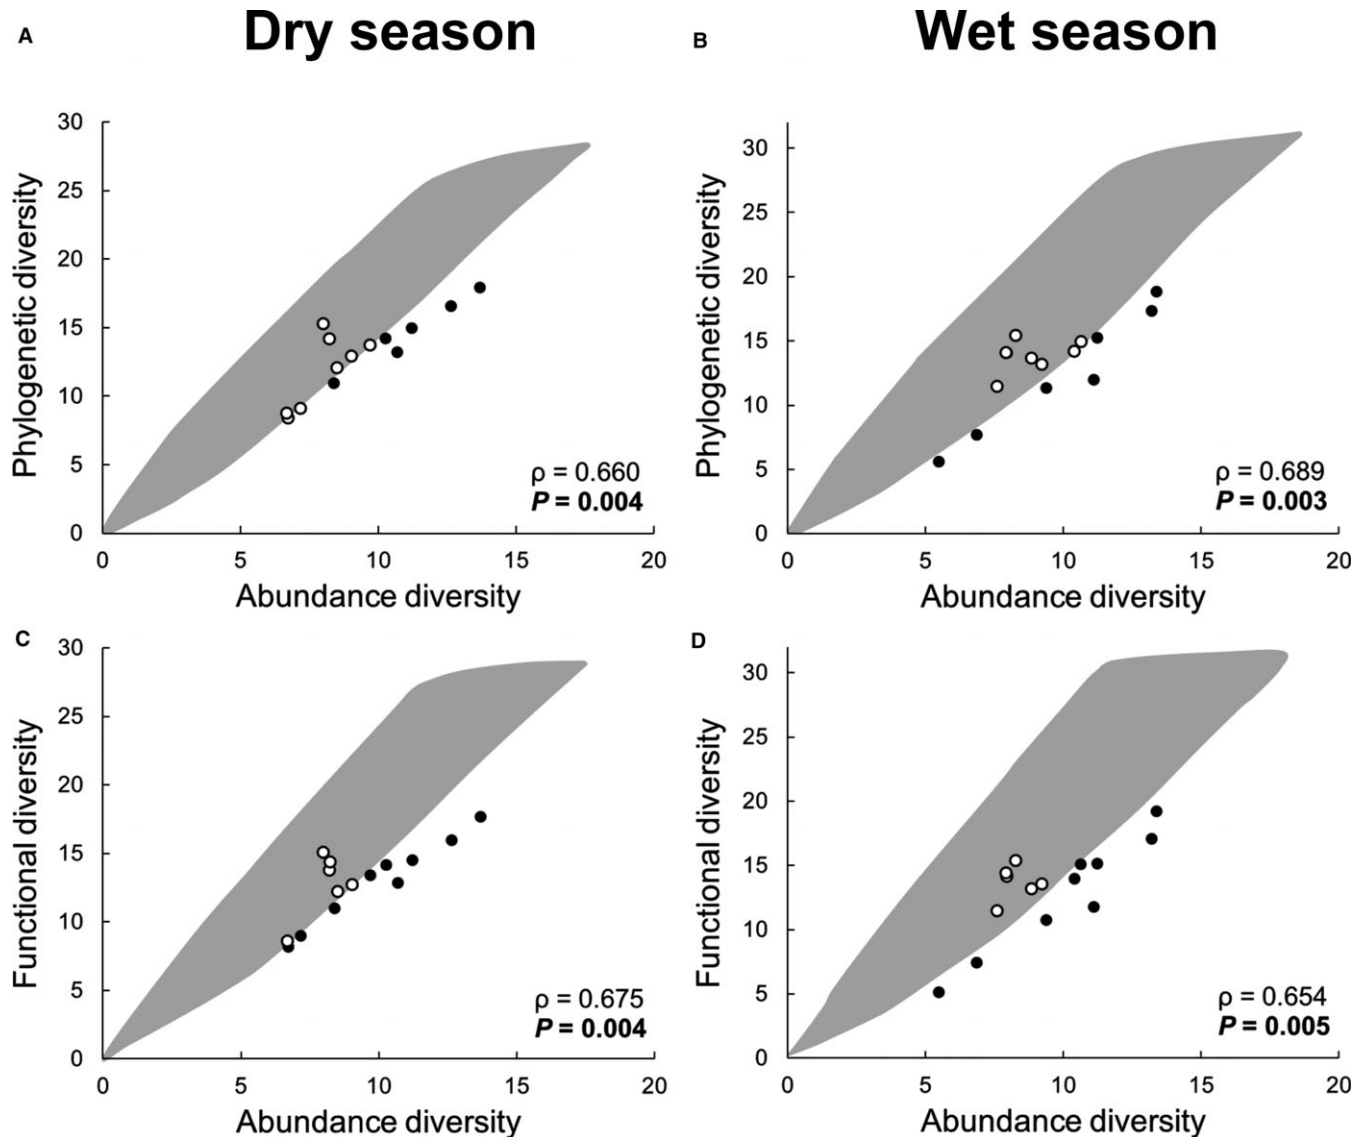 A
Dry season
B
Wet season
30
25
20
15
10
5
0
Phylogenetic diversity
ρ = 0.660
P = 0.004
0 5 10 15 20
Abundance diversity
30
25
20
15
10
5
0
Phylogenetic diversity
ρ = 0.689
P = 0.003
0 5 10 15 20
Abundance diversity
C
30
25
20
15
10
5
0
Functional diversity
ρ = 0.675
P = 0.004
0 5 10 15 20
Abundance diversity
D
30
25
20
15
10
5
0
Functional diversity
ρ = 0.654
P = 0.005
0 5 10 15 20
Abundance diversity